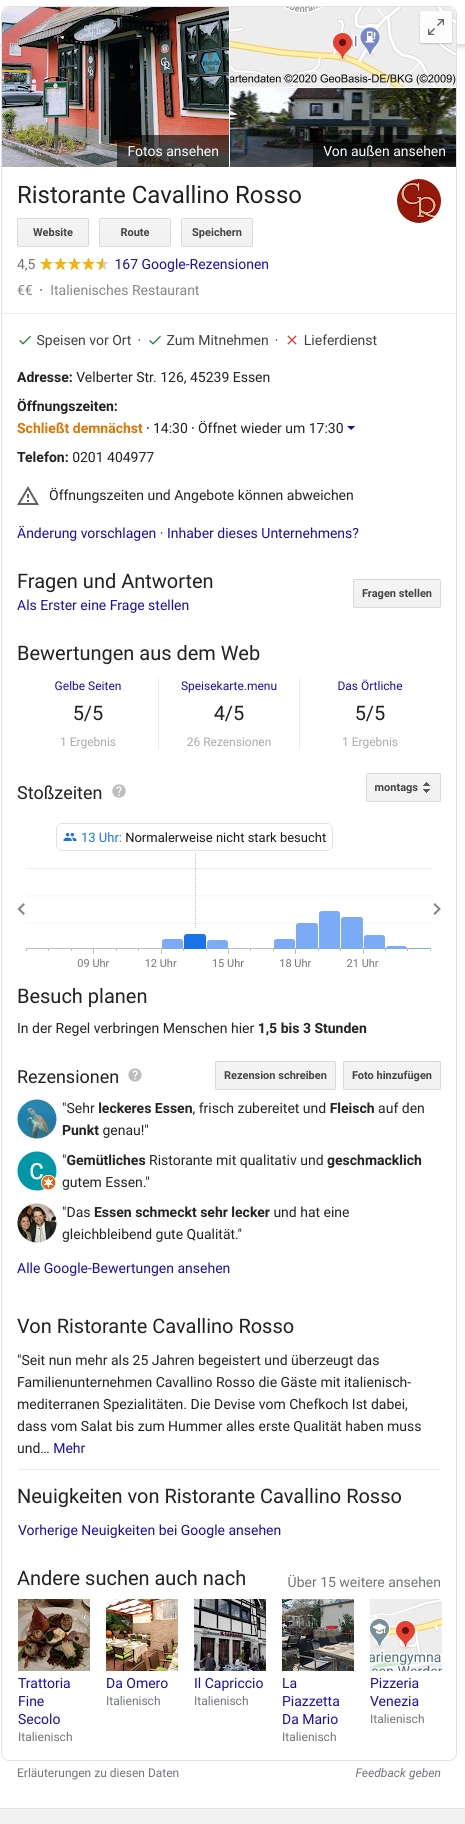 artendaten ©2020 GeoBasis-DE/BKG (©2009)
Fotos ansehen
Von außen ansehen
Ristorante Cavallino Rosso
CR
Website Route Speichern
4,5 167 Google-Rezensionen
€€ · Italienisches Restaurant
Speisen vor Ort · Zum Mitnehmen · Lieferdienst
Adresse: Velberter Str. 126, 45239 Essen
Öffnungszeiten:
Schließt demnächst · 14:30 · Öffnet wieder um 17:30
Telefon: 0201 404977
Öffnungszeiten und Angebote können abweichen
Änderung vorschlagen · Inhaber dieses Unternehmens?
Fragen und Antworten
Als Erster eine Frage stellen
Fragen stellen
Bewertungen aus dem Web
Gelbe Seiten Speisekarte.menu Das Örtliche
5/5 4/5 5/5
1 Ergebnis 26 Rezensionen 1 Ergebnis
Stoßzeiten ?
montags
13 Uhr: Normalerweise nicht stark besucht
09 Uhr 12 Uhr 15 Uhr 18 Uhr 21 Uhr
Besuch planen
In der Regel verbringen Menschen hier 1,5 bis 3 Stunden
Rezensionen ?
Rezension schreiben Foto hinzufügen
"Sehr leckeres Essen, frisch zubereitet und Fleisch auf den
Punkt genau!"
C
"Gemütliches Ristorante mit qualitativ und geschmacklich
gutem Essen."
"Das Essen schmeckt sehr lecker und hat eine
gleichbleibend gute Qualität."
Alle Google-Bewertungen ansehen
Von Ristorante Cavallino Rosso
"Seit nun mehr als 25 Jahren begeistert und überzeugt das
Familienunternehmen Cavallino Rosso die Gäste mit italienisch-
mediterranen Spezialitäten. Die Devise vom Chefkoch Ist dabei,
dass vom Salat bis zum Hummer alles erste Qualität haben muss
und… Mehr
Neuigkeiten von Ristorante Cavallino Rosso
Vorherige Neuigkeiten bei Google ansehen
Andere suchen auch nach
Über 15 weitere ansehen
ariengymna
Trattoria
Fine
Secolo
Italienisch
Da Omero
Italienisch
Il Capriccio
Italienisch
La
Piazzetta
Da Mario
Italienisch
Pizzeria
Venezia
Italienisch
Erläuterungen zu diesen Daten
Feedback geben